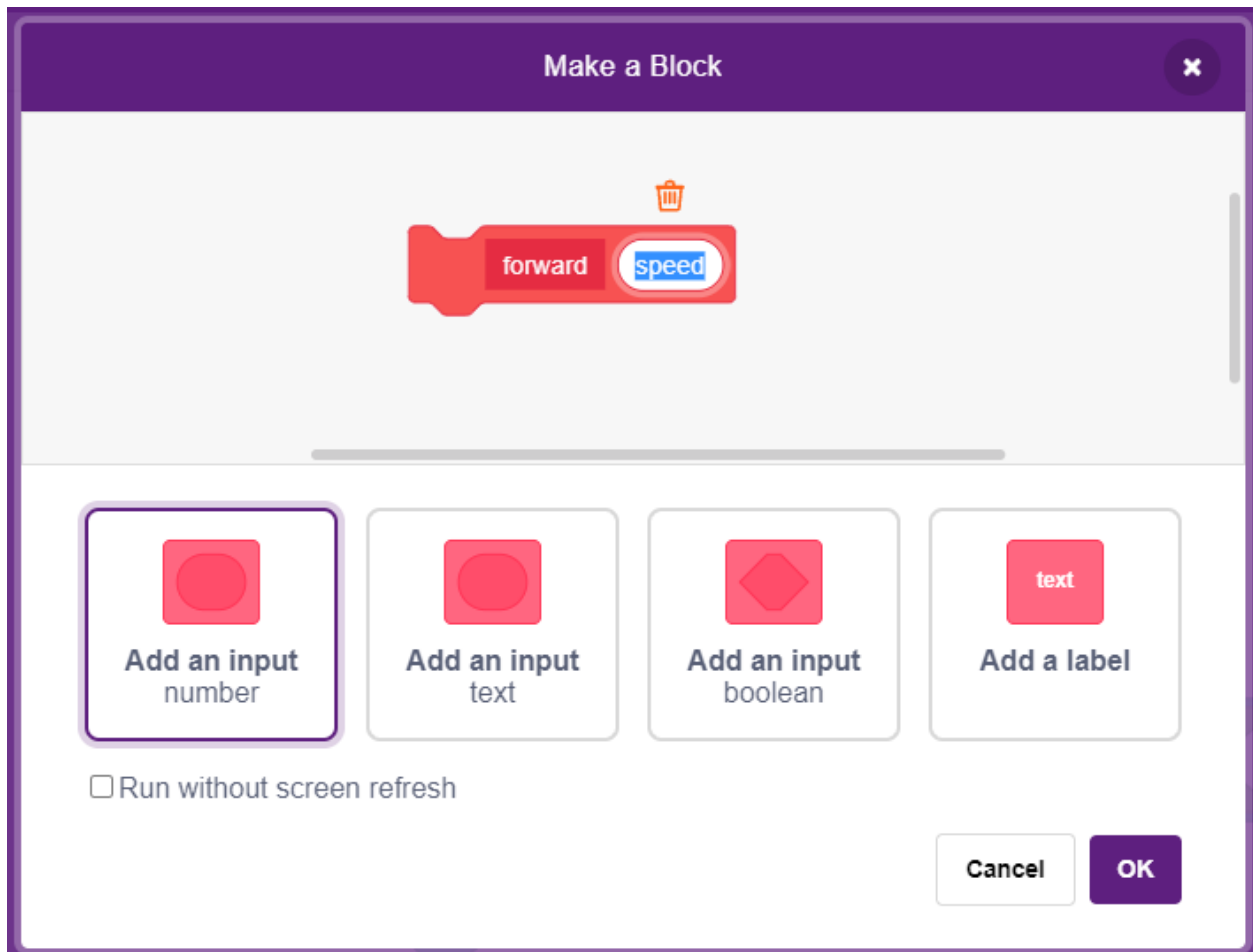 Make a Block
forward speed
text
Add an input
number
Add an input
text
Add an input
boolean
Add a label
Run without screen refresh
Cancel
OK